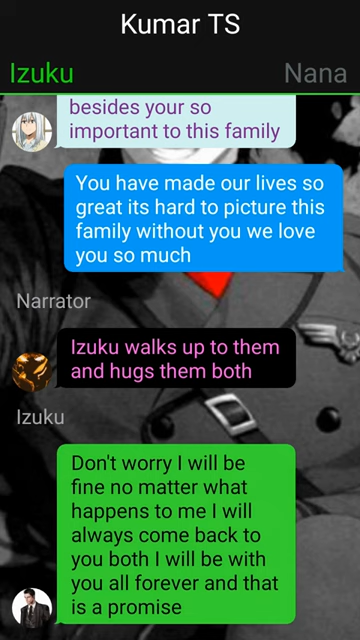 Kumar TS
Izuku Nana
besides your so
important to this family
You have made our lives so
great its hard to picture this
family without you we love
you so much
Narrator
Izuku walks up to them
and hugs them both
Izuku
Don't worry I will be
fine no matter what
happens to me I will
always come back to
you both I will be with
you all forever and that
is a promise